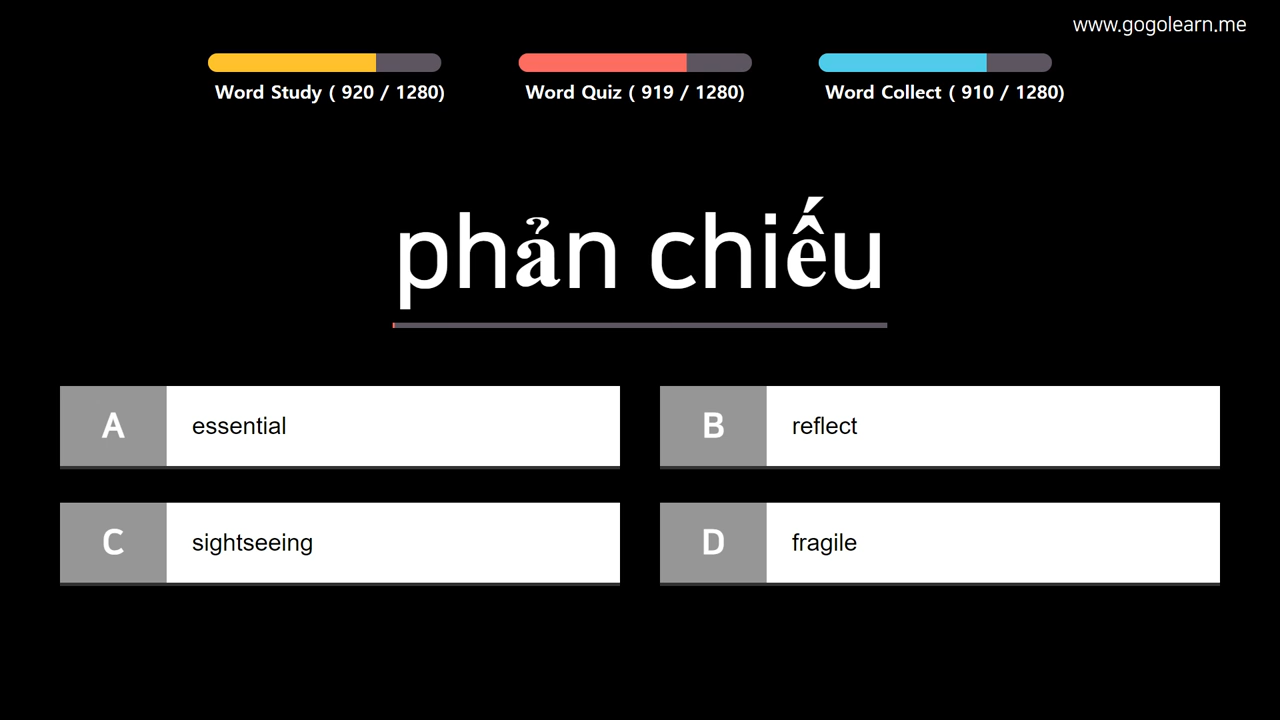 www.gogolearn.me
Word Study ( 920 / 1280)
Word Quiz ( 919 / 1280)
Word Collect ( 910 / 1280)
phản chiếu
A
essential
B
reflect
C
sightseeing
D
fragile